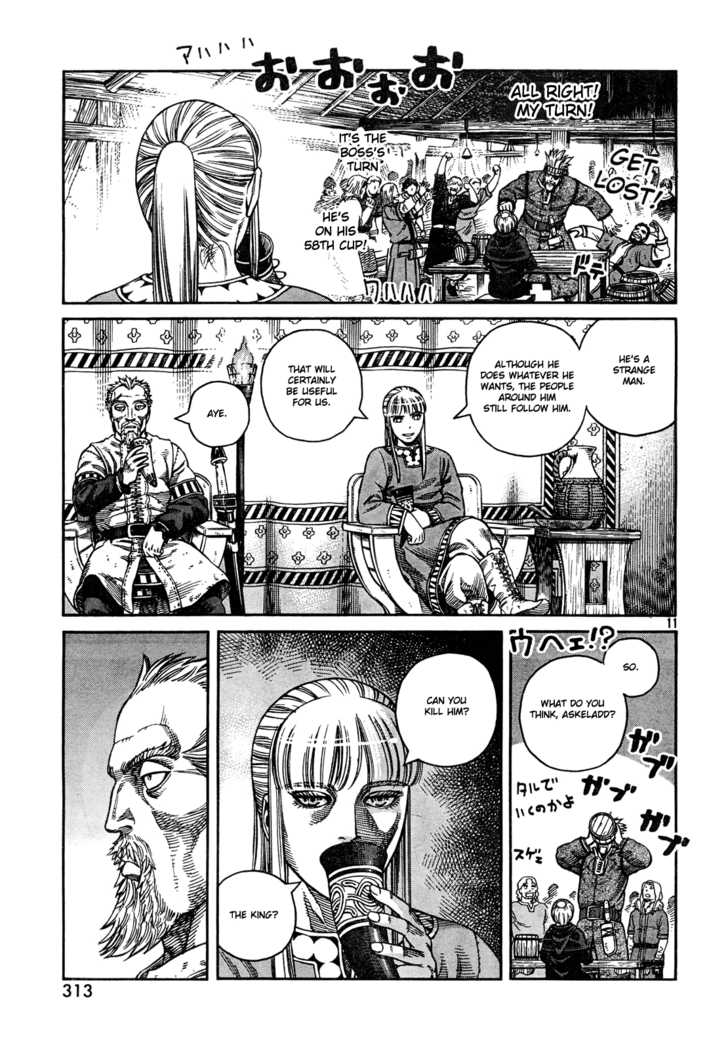 アハハハ
おおおお
ALL RIGHT!
MY TURN!
IT'S THE
BOSS'S
TURN
GET
LOST!
HE'S
ON HIS
58TH CUP!
ドテ
ワハハハ
HE'S A
STRANGE
MAN.
ALTHOUGH HE
DOES WHATEVER HE
WANTS, THE PEOPLE
AROUND HIM
STILL FOLLOW HIM.
THAT WILL
CERTAINLY
BE USEFUL
FOR US.
AYE.
11
ウヘェ!?
SO.
WHAT DO YOU
THINK, ASKELADD?
ガブ
ガブ
ガブ
タルで
いくのかよ
スゲェ
CAN YOU
KILL HIM?
THE KING?
313